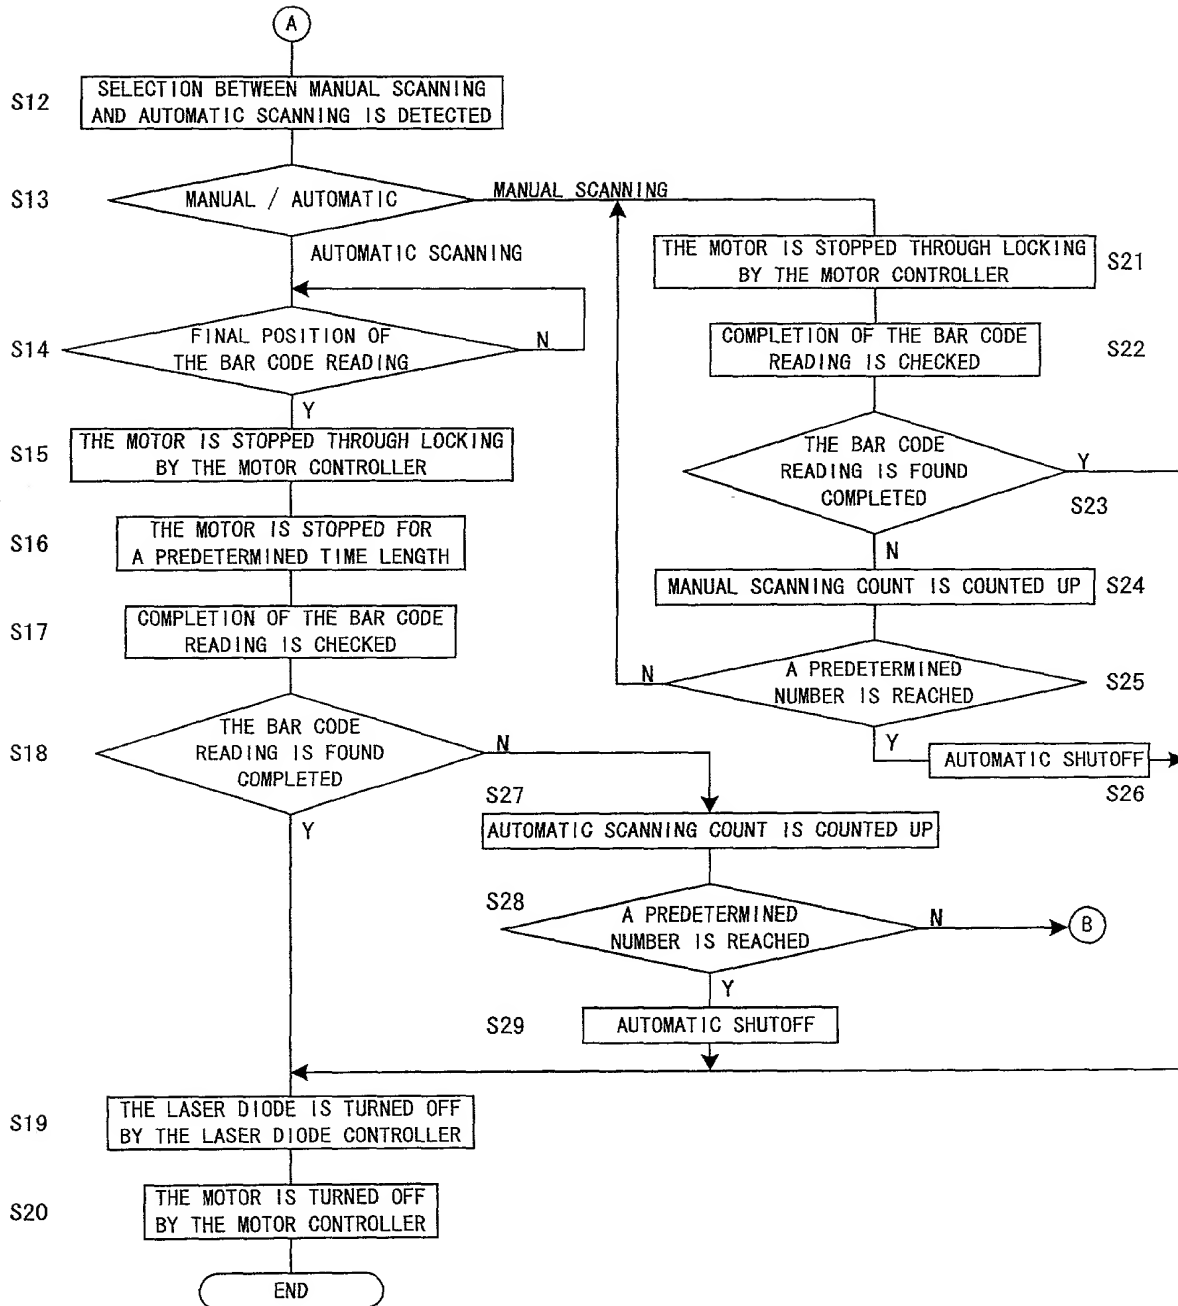 A
S12
SELECTION BETWEEN MANUAL SCANNING
AND AUTOMATIC SCANNING IS DETECTED
S13
MANUAL / AUTOMATIC
MANUAL SCANNING
AUTOMATIC SCANNING
S14
FINAL POSITION OF
THE BAR CODE READING
N
Y
S15
THE MOTOR IS STOPPED THROUGH LOCKING
BY THE MOTOR CONTROLLER
S16
THE MOTOR IS STOPPED FOR
A PREDETERMINED TIME LENGTH
S17
COMPLETION OF THE BAR CODE
READING IS CHECKED
S18
THE BAR CODE
READING IS FOUND
COMPLETED
N
Y
THE MOTOR IS STOPPED THROUGH LOCKING
BY THE MOTOR CONTROLLER
S21
COMPLETION OF THE BAR CODE
READING IS CHECKED
S22
THE BAR CODE
READING IS FOUND
COMPLETED
Y
S23
N
MANUAL SCANNING COUNT IS COUNTED UP
S24
A PREDETERMINED
NUMBER IS REACHED
N
S25
Y
AUTOMATIC SHUTOFF
S26
S27
AUTOMATIC SCANNING COUNT IS COUNTED UP
S28
A PREDETERMINED
NUMBER IS REACHED
N
B
Y
S29
AUTOMATIC SHUTOFF
S19
THE LASER DIODE IS TURNED OFF
BY THE LASER DIODE CONTROLLER
S20
THE MOTOR IS TURNED OFF
BY THE MOTOR CONTROLLER
END